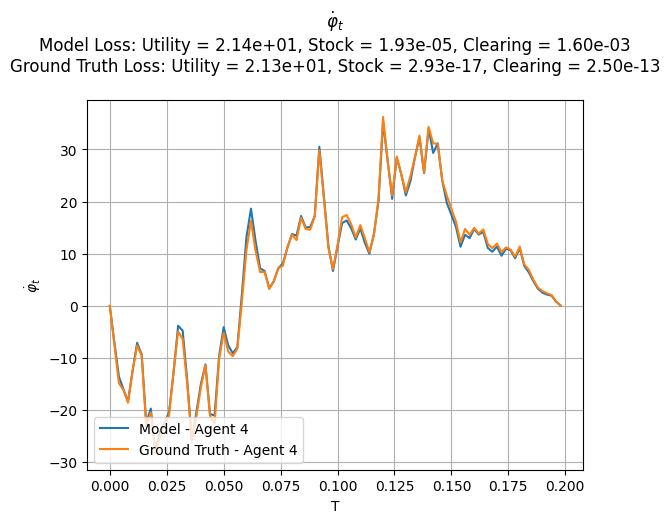 φ̇ₜ
Model Loss: Utility = 2.14e+01, Stock = 1.93e-05, Clearing = 1.60e-03
Ground Truth Loss: Utility = 2.13e+01, Stock = 2.93e-17, Clearing = 2.50e-13
30
20
10
0
−10
−20
−30
φ̇ₜ
Model - Agent 4
Ground Truth - Agent 4
0.000 0.025 0.050 0.075 0.100 0.125 0.150 0.175 0.200
T